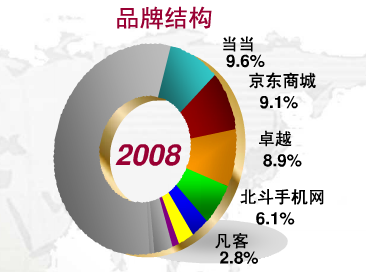 品牌结构
当当
9.6%
京东商城
9.1%
卓越
8.9%
2008
北斗手机网
6.1%
凡客
2.8%